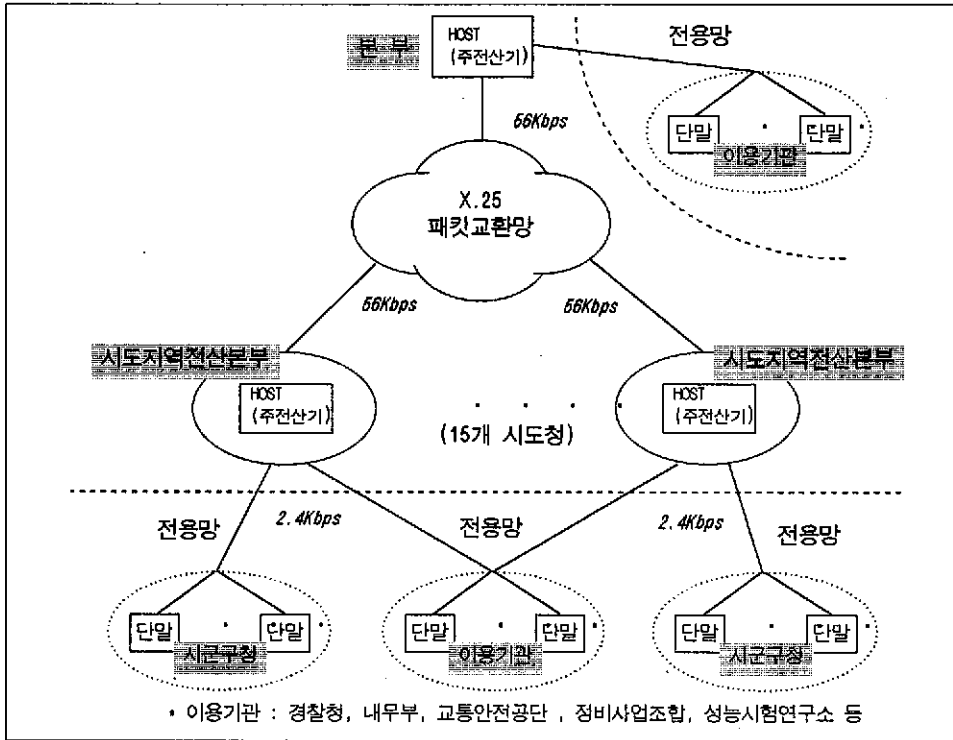 본 부
HOST
(주전산기)
전용망
단말 단말
이용기관
56Kbps
X.25
패킷교환망
56Kbps 56Kbps
시도지역전산본부 시도지역전산본부
HOST
(주전산기)
HOST
(주전산기)
(15개 시도청)
2.4Kbps 2.4Kbps
전용망 전용망 전용망
단말 단말 단말 단말 단말 단말
시군구청 이용기관 시군구청
• 이용기관 : 경찰청, 내무부, 교통안전공단 , 정비사업조합, 성능시험연구소 등